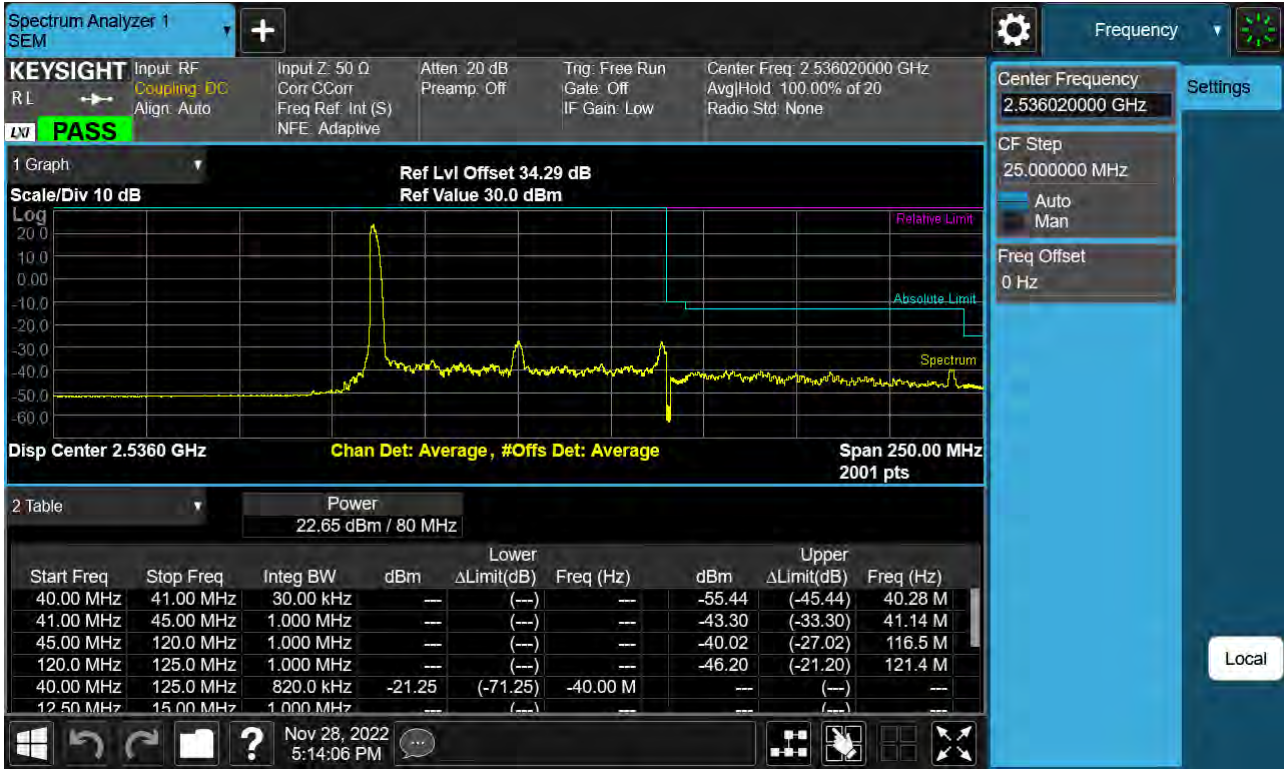 Spectrum Analyzer 1
SEM
+
Frequency
KEYSIGHT
RL
LXI PASS
Input: RF
Coupling: DC
Align: Auto
Input Z: 50 Ω
Corr CCorr
Freq Ref: Int (S)
NFE: Adaptive
Atten: 20 dB
Preamp: Off
Trig: Free Run
Gate: Off
IF Gain: Low
Center Freq: 2.536020000 GHz
Avg|Hold: 100.00% of 20
Radio Std: None
Center Frequency
2.536020000 GHz
Settings
CF Step
25.000000 MHz
Auto
Man
Freq Offset
0 Hz
Local
1 Graph
Scale/Div 10 dB
Ref Lvl Offset 34.29 dB
Ref Value 30.0 dBm
Log
20.0
10.0
0.00
-10.0
-20.0
-30.0
-40.0
-50.0
-60.0
Relative Limit
Absolute Limit
Spectrum
Disp Center 2.5360 GHz
Chan Det: Average, #Offs Det: Average
Span 250.00 MHz
2001 pts
2 Table
Power
22.65 dBm / 80 MHz
Lower Upper
Start Freq Stop Freq Integ BW dBm ΔLimit(dB) Freq (Hz) dBm ΔLimit(dB) Freq (Hz)
40.00 MHz 41.00 MHz 30.00 kHz --- (---) --- -55.44 (-45.44) 40.28 M
41.00 MHz 45.00 MHz 1.000 MHz --- (---) --- -43.30 (-33.30) 41.14 M
45.00 MHz 120.0 MHz 1.000 MHz --- (---) --- -40.02 (-27.02) 116.5 M
120.0 MHz 125.0 MHz 1.000 MHz --- (---) --- -46.20 (-21.20) 121.4 M
40.00 MHz 125.0 MHz 820.0 kHz -21.25 (-71.25) -40.00 M --- (---) ---
12.50 MHz 15.00 MHz 1.000 MHz --- (---) --- --- (---) ---
?
Nov 28, 2022
5:14:06 PM